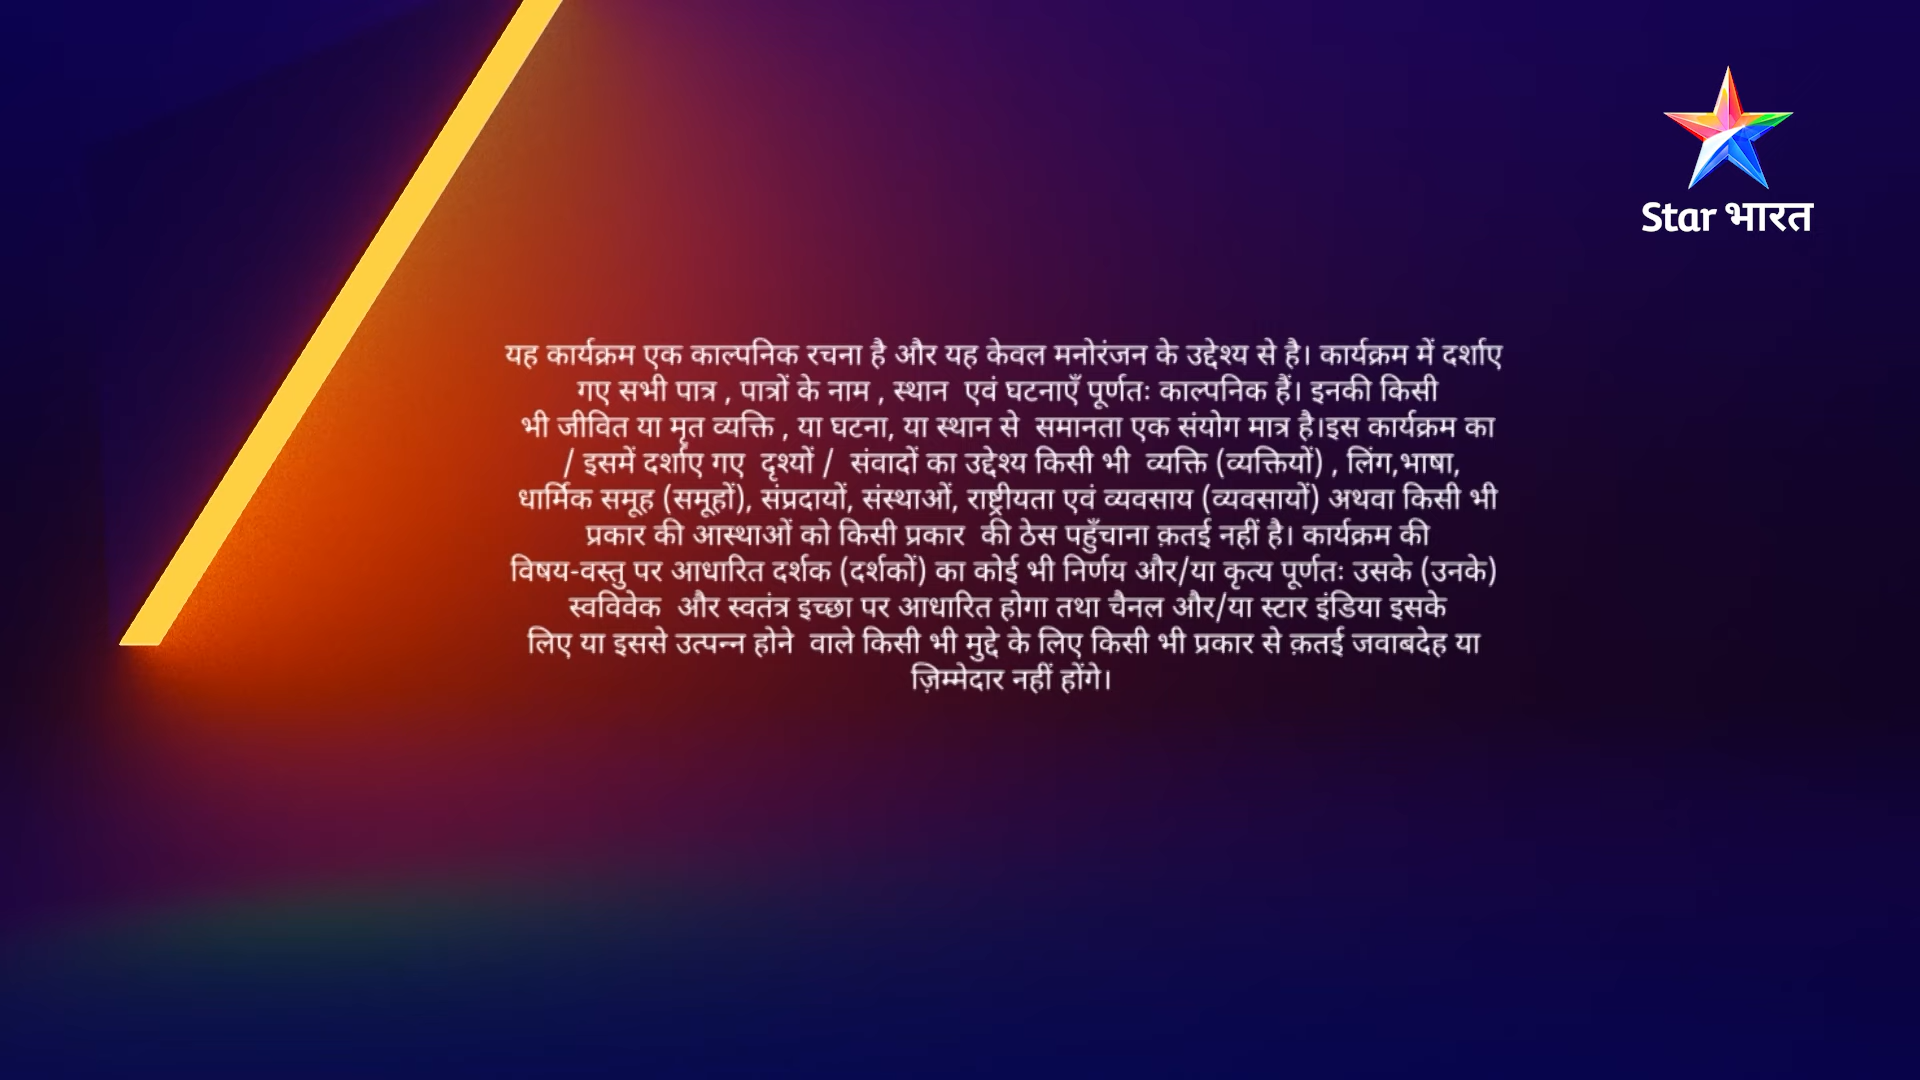 Star भारत
यह कार्यक्रम एक काल्पनिक रचना है और यह केवल मनोरंजन के उद्देश्य से है। कार्यक्रम में दर्शाए
गए सभी पात्र , पात्रों के नाम , स्थान एवं घटनाएँ पूर्णतः काल्पनिक हैं। इनकी किसी
भी जीवित या मृत व्यक्ति , या घटना, या स्थान से समानता एक संयोग मात्र है।इस कार्यक्रम का
/ इसमें दर्शाए गए दृश्यों / संवादों का उद्देश्य किसी भी व्यक्ति (व्यक्तियों) , लिंग,भाषा,
धार्मिक समूह (समूहों), संप्रदायों, संस्थाओं, राष्ट्रीयता एवं व्यवसाय (व्यवसायों) अथवा किसी भी
प्रकार की आस्थाओं को किसी प्रकार की ठेस पहुँचाना क़तई नहीं है। कार्यक्रम की
विषय-वस्तु पर आधारित दर्शक (दर्शकों) का कोई भी निर्णय और/या कृत्य पूर्णतः उसके (उनके)
स्वविवेक और स्वतंत्र इच्छा पर आधारित होगा तथा चैनल और/या स्टार इंडिया इसके
लिए या इससे उत्पन्न होने वाले किसी भी मुद्दे के लिए किसी भी प्रकार से क़तई जवाबदेह या
ज़िम्मेदार नहीं होंगे।